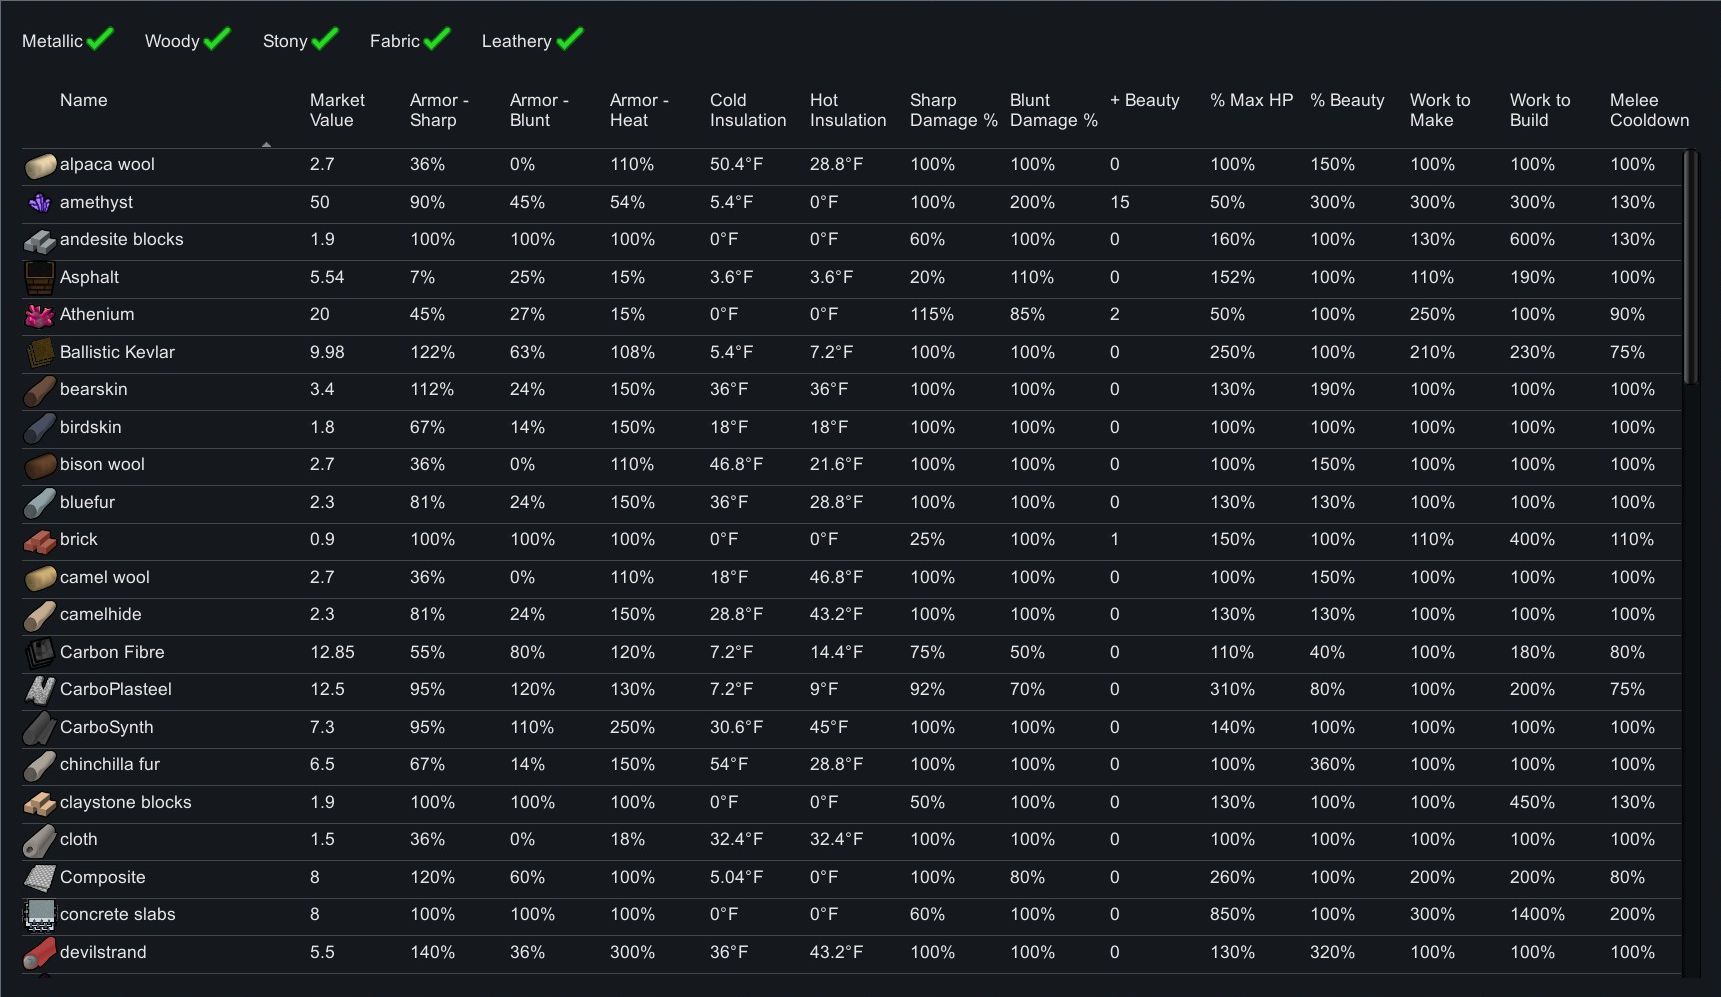 Metallic Woody Stony Fabric Leathery
Name Market Value Armor - Sharp Armor - Blunt Armor - Heat Cold Insulation Hot Insulation Sharp Damage % Blunt Damage % + Beauty % Max HP % Beauty Work to Make Work to Build Melee Cooldown
alpaca wool 2.7 36% 0% 110% 50.4°F 28.8°F 100% 100% 0 100% 150% 100% 100% 100%
amethyst 50 90% 45% 54% 5.4°F 0°F 100% 200% 15 50% 300% 300% 300% 130%
andesite blocks 1.9 100% 100% 100% 0°F 0°F 60% 100% 0 160% 100% 130% 600% 130%
Asphalt 5.54 7% 25% 15% 3.6°F 3.6°F 20% 110% 0 152% 100% 110% 190% 100%
Athenium 20 45% 27% 15% 0°F 0°F 115% 85% 2 50% 100% 250% 100% 90%
Ballistic Kevlar 9.98 122% 63% 108% 5.4°F 7.2°F 100% 100% 0 250% 100% 210% 230% 75%
bearskin 3.4 112% 24% 150% 36°F 36°F 100% 100% 0 130% 190% 100% 100% 100%
birdskin 1.8 67% 14% 150% 18°F 18°F 100% 100% 0 100% 100% 100% 100% 100%
bison wool 2.7 36% 0% 110% 46.8°F 21.6°F 100% 100% 0 100% 150% 100% 100% 100%
bluefur 2.3 81% 24% 150% 36°F 28.8°F 100% 100% 0 130% 130% 100% 100% 100%
brick 0.9 100% 100% 100% 0°F 0°F 25% 100% 1 150% 100% 110% 400% 110%
camel wool 2.7 36% 0% 110% 18°F 46.8°F 100% 100% 0 100% 150% 100% 100% 100%
camelhide 2.3 81% 24% 150% 28.8°F 43.2°F 100% 100% 0 130% 130% 100% 100% 100%
Carbon Fibre 12.85 55% 80% 120% 7.2°F 14.4°F 75% 50% 0 110% 40% 100% 180% 80%
CarboPlasteel 12.5 95% 120% 130% 7.2°F 9°F 92% 70% 0 310% 80% 100% 200% 75%
CarboSynth 7.3 95% 110% 250% 30.6°F 45°F 100% 100% 0 140% 100% 100% 100% 100%
chinchilla fur 6.5 67% 14% 150% 54°F 28.8°F 100% 100% 0 100% 360% 100% 100% 100%
claystone blocks 1.9 100% 100% 100% 0°F 0°F 50% 100% 0 130% 100% 100% 450% 130%
cloth 1.5 36% 0% 18% 32.4°F 32.4°F 100% 100% 0 100% 100% 100% 100% 100%
Composite 8 120% 60% 100% 5.04°F 0°F 100% 80% 0 260% 100% 200% 200% 80%
concrete slabs 8 100% 100% 100% 0°F 0°F 60% 100% 0 850% 100% 300% 1400% 200%
devilstrand 5.5 140% 36% 300% 36°F 43.2°F 100% 100% 0 130% 320% 100% 100% 100%